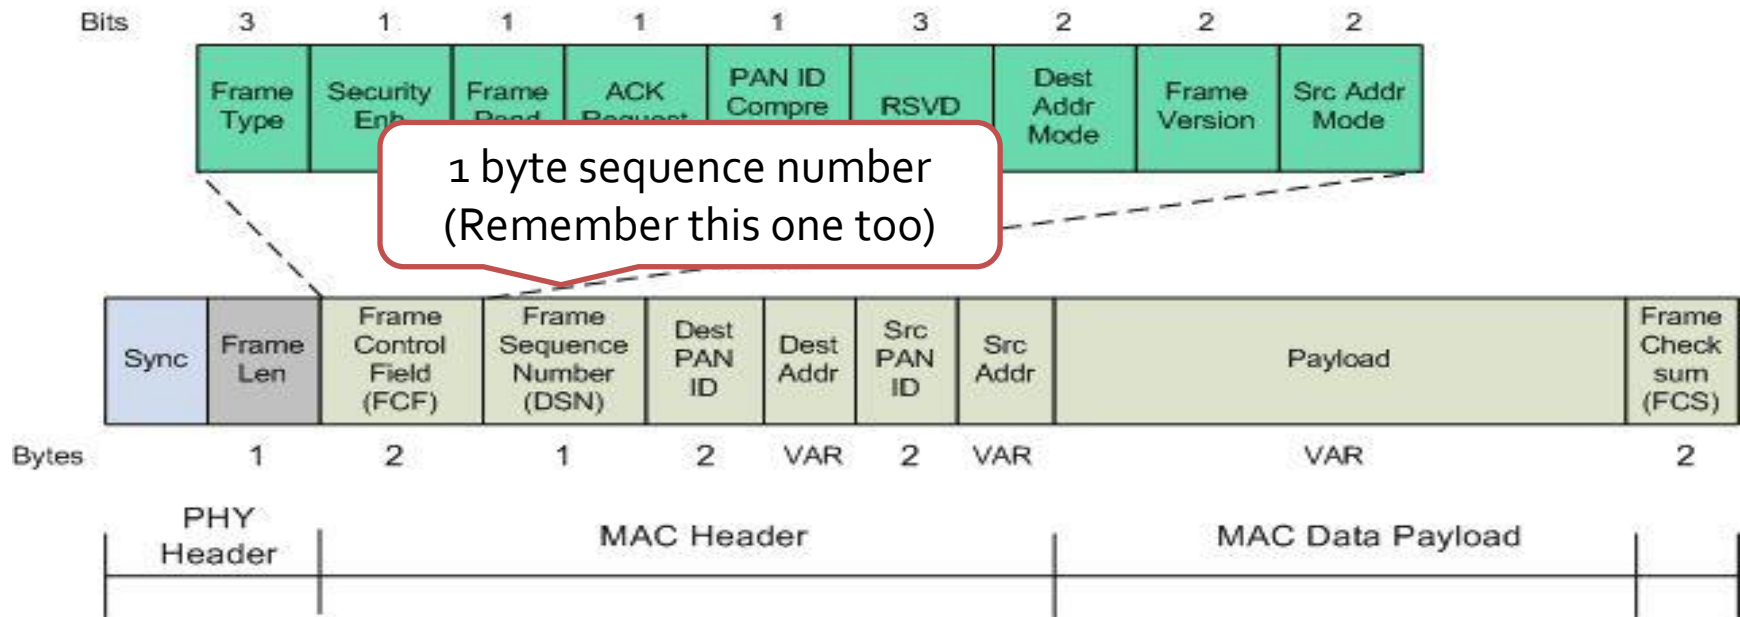 Bits 3 1 1 1 1 3 2 2 2
Frame Type
Security Enh
Frame Pend
ACK Request
PAN ID Compre
RSVD
Dest Addr Mode
Frame Version
Src Addr Mode
1 byte sequence number
(Remember this one too)
Sync
Frame Len
Frame Control Field (FCF)
Frame Sequence Number (DSN)
Dest PAN ID
Dest Addr
Src PAN ID
Src Addr
Payload
Frame Check sum (FCS)
Bytes 1 2 1 2 VAR 2 VAR VAR 2
PHY Header
MAC Header
MAC Data Payload